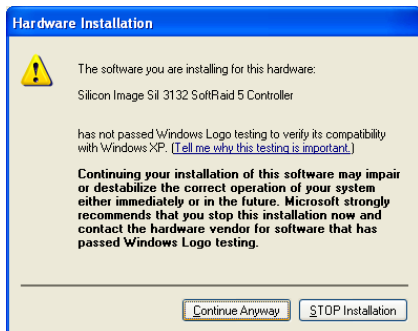 Hardware Installation
The software you are installing for this hardware:
Silicon Image SiI 3132 SoftRaid 5 Controller
has not passed Windows Logo testing to verify its compatibility
with Windows XP. (Tell me why this testing is important.)
Continuing your installation of this software may impair
or destabilize the correct operation of your system
either immediately or in the future. Microsoft strongly
recommends that you stop this installation now and
contact the hardware vendor for software that has
passed Windows Logo testing.
Continue Anyway
STOP Installation